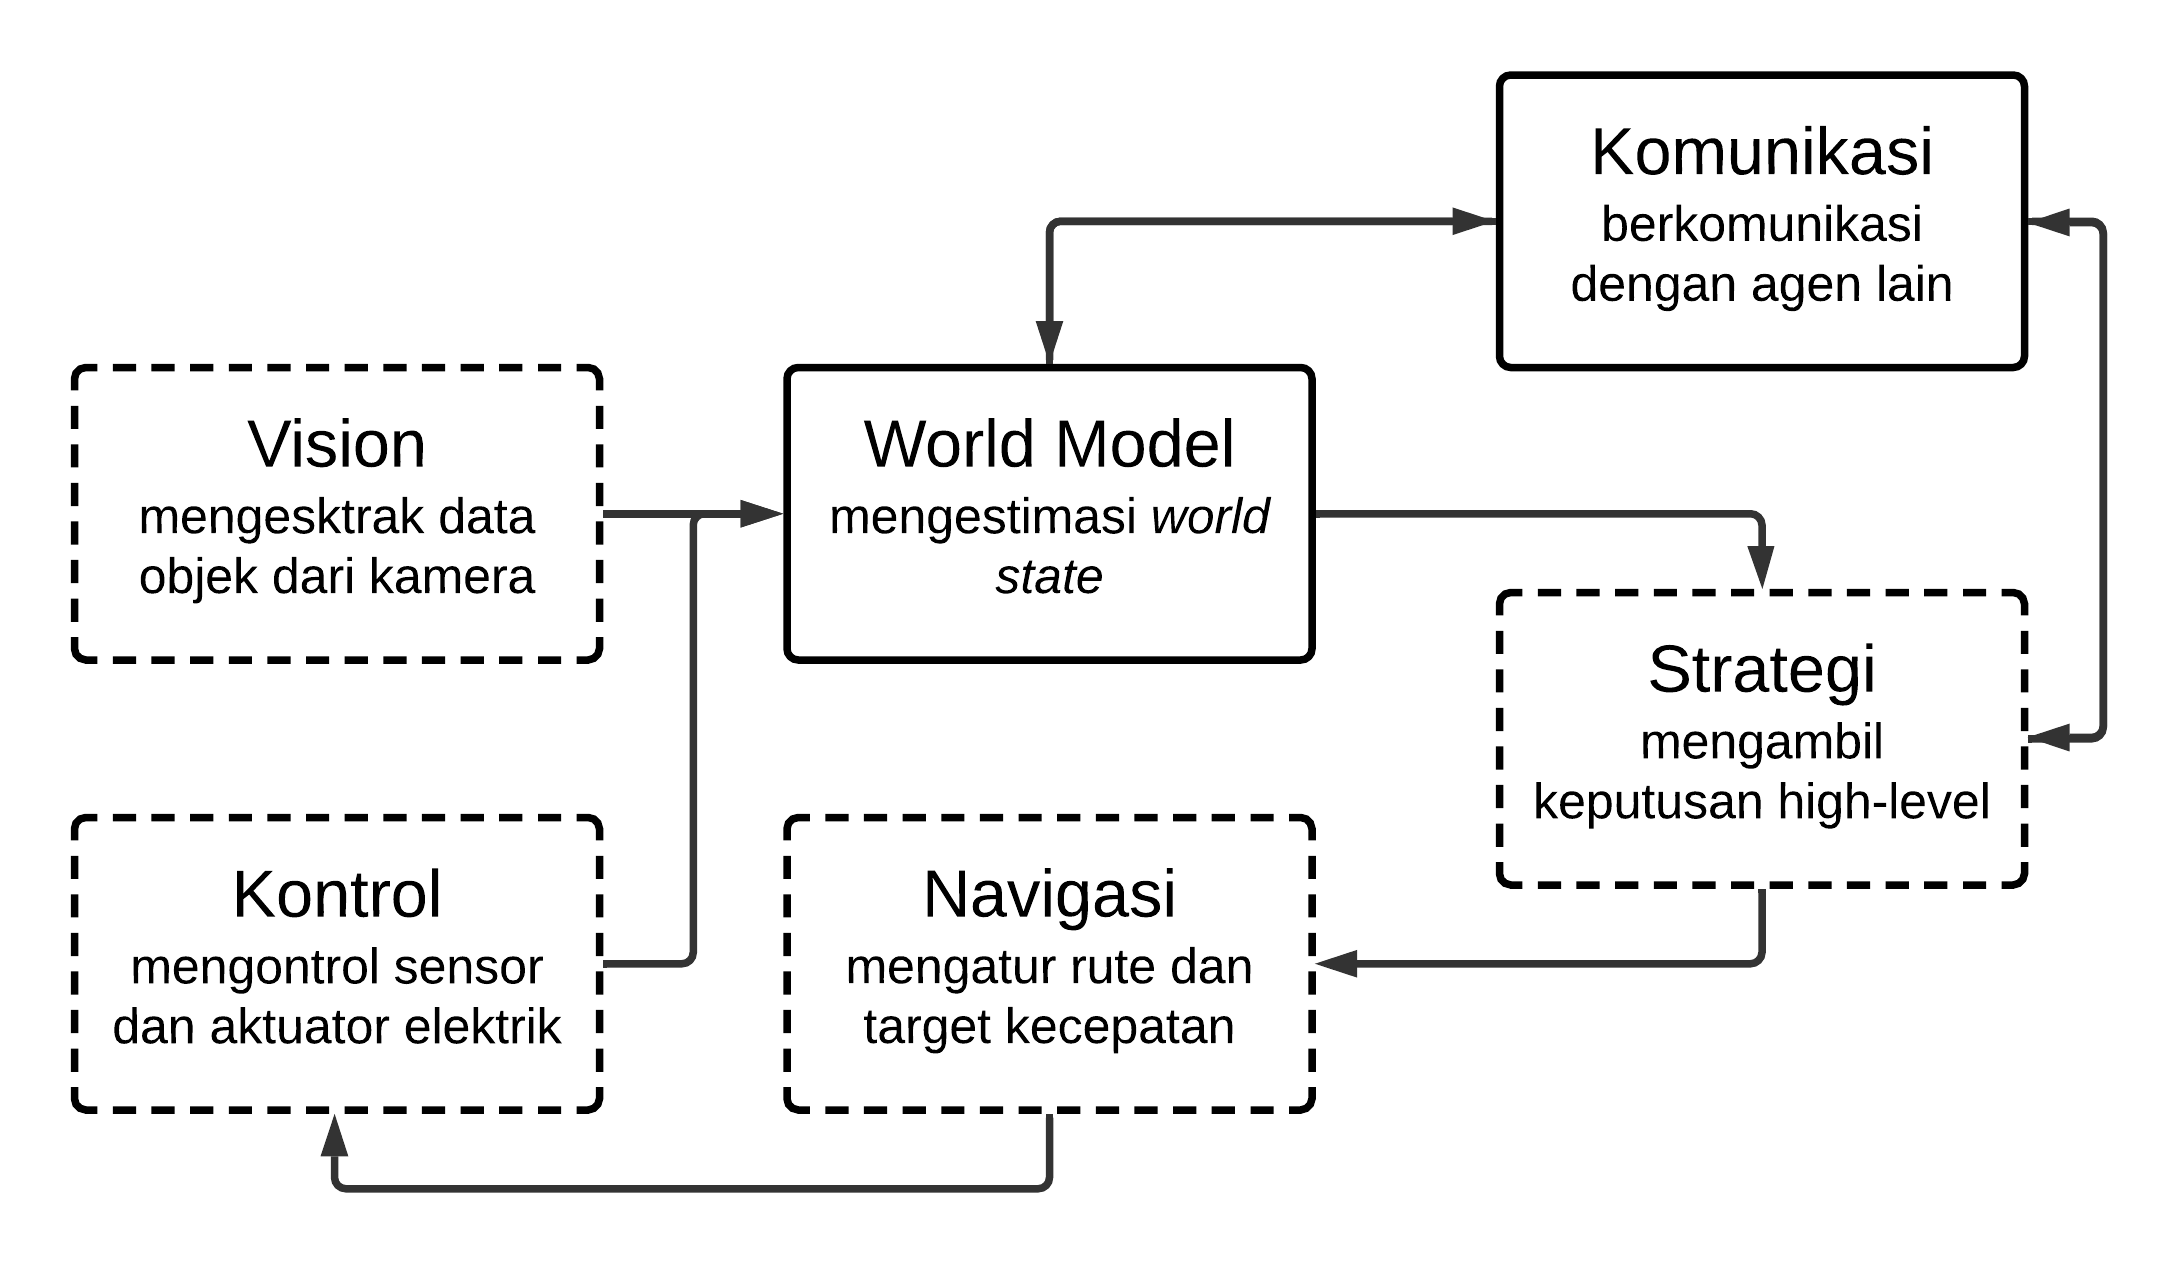 Komunikasi
berkomunikasi
dengan agen lain
Vision
mengesktrak data
objek dari kamera
World Model
mengestimasi world
state
Strategi
mengambil
keputusan high-level
Kontrol
mengontrol sensor
dan aktuator elektrik
Navigasi
mengatur rute dan
target kecepatan